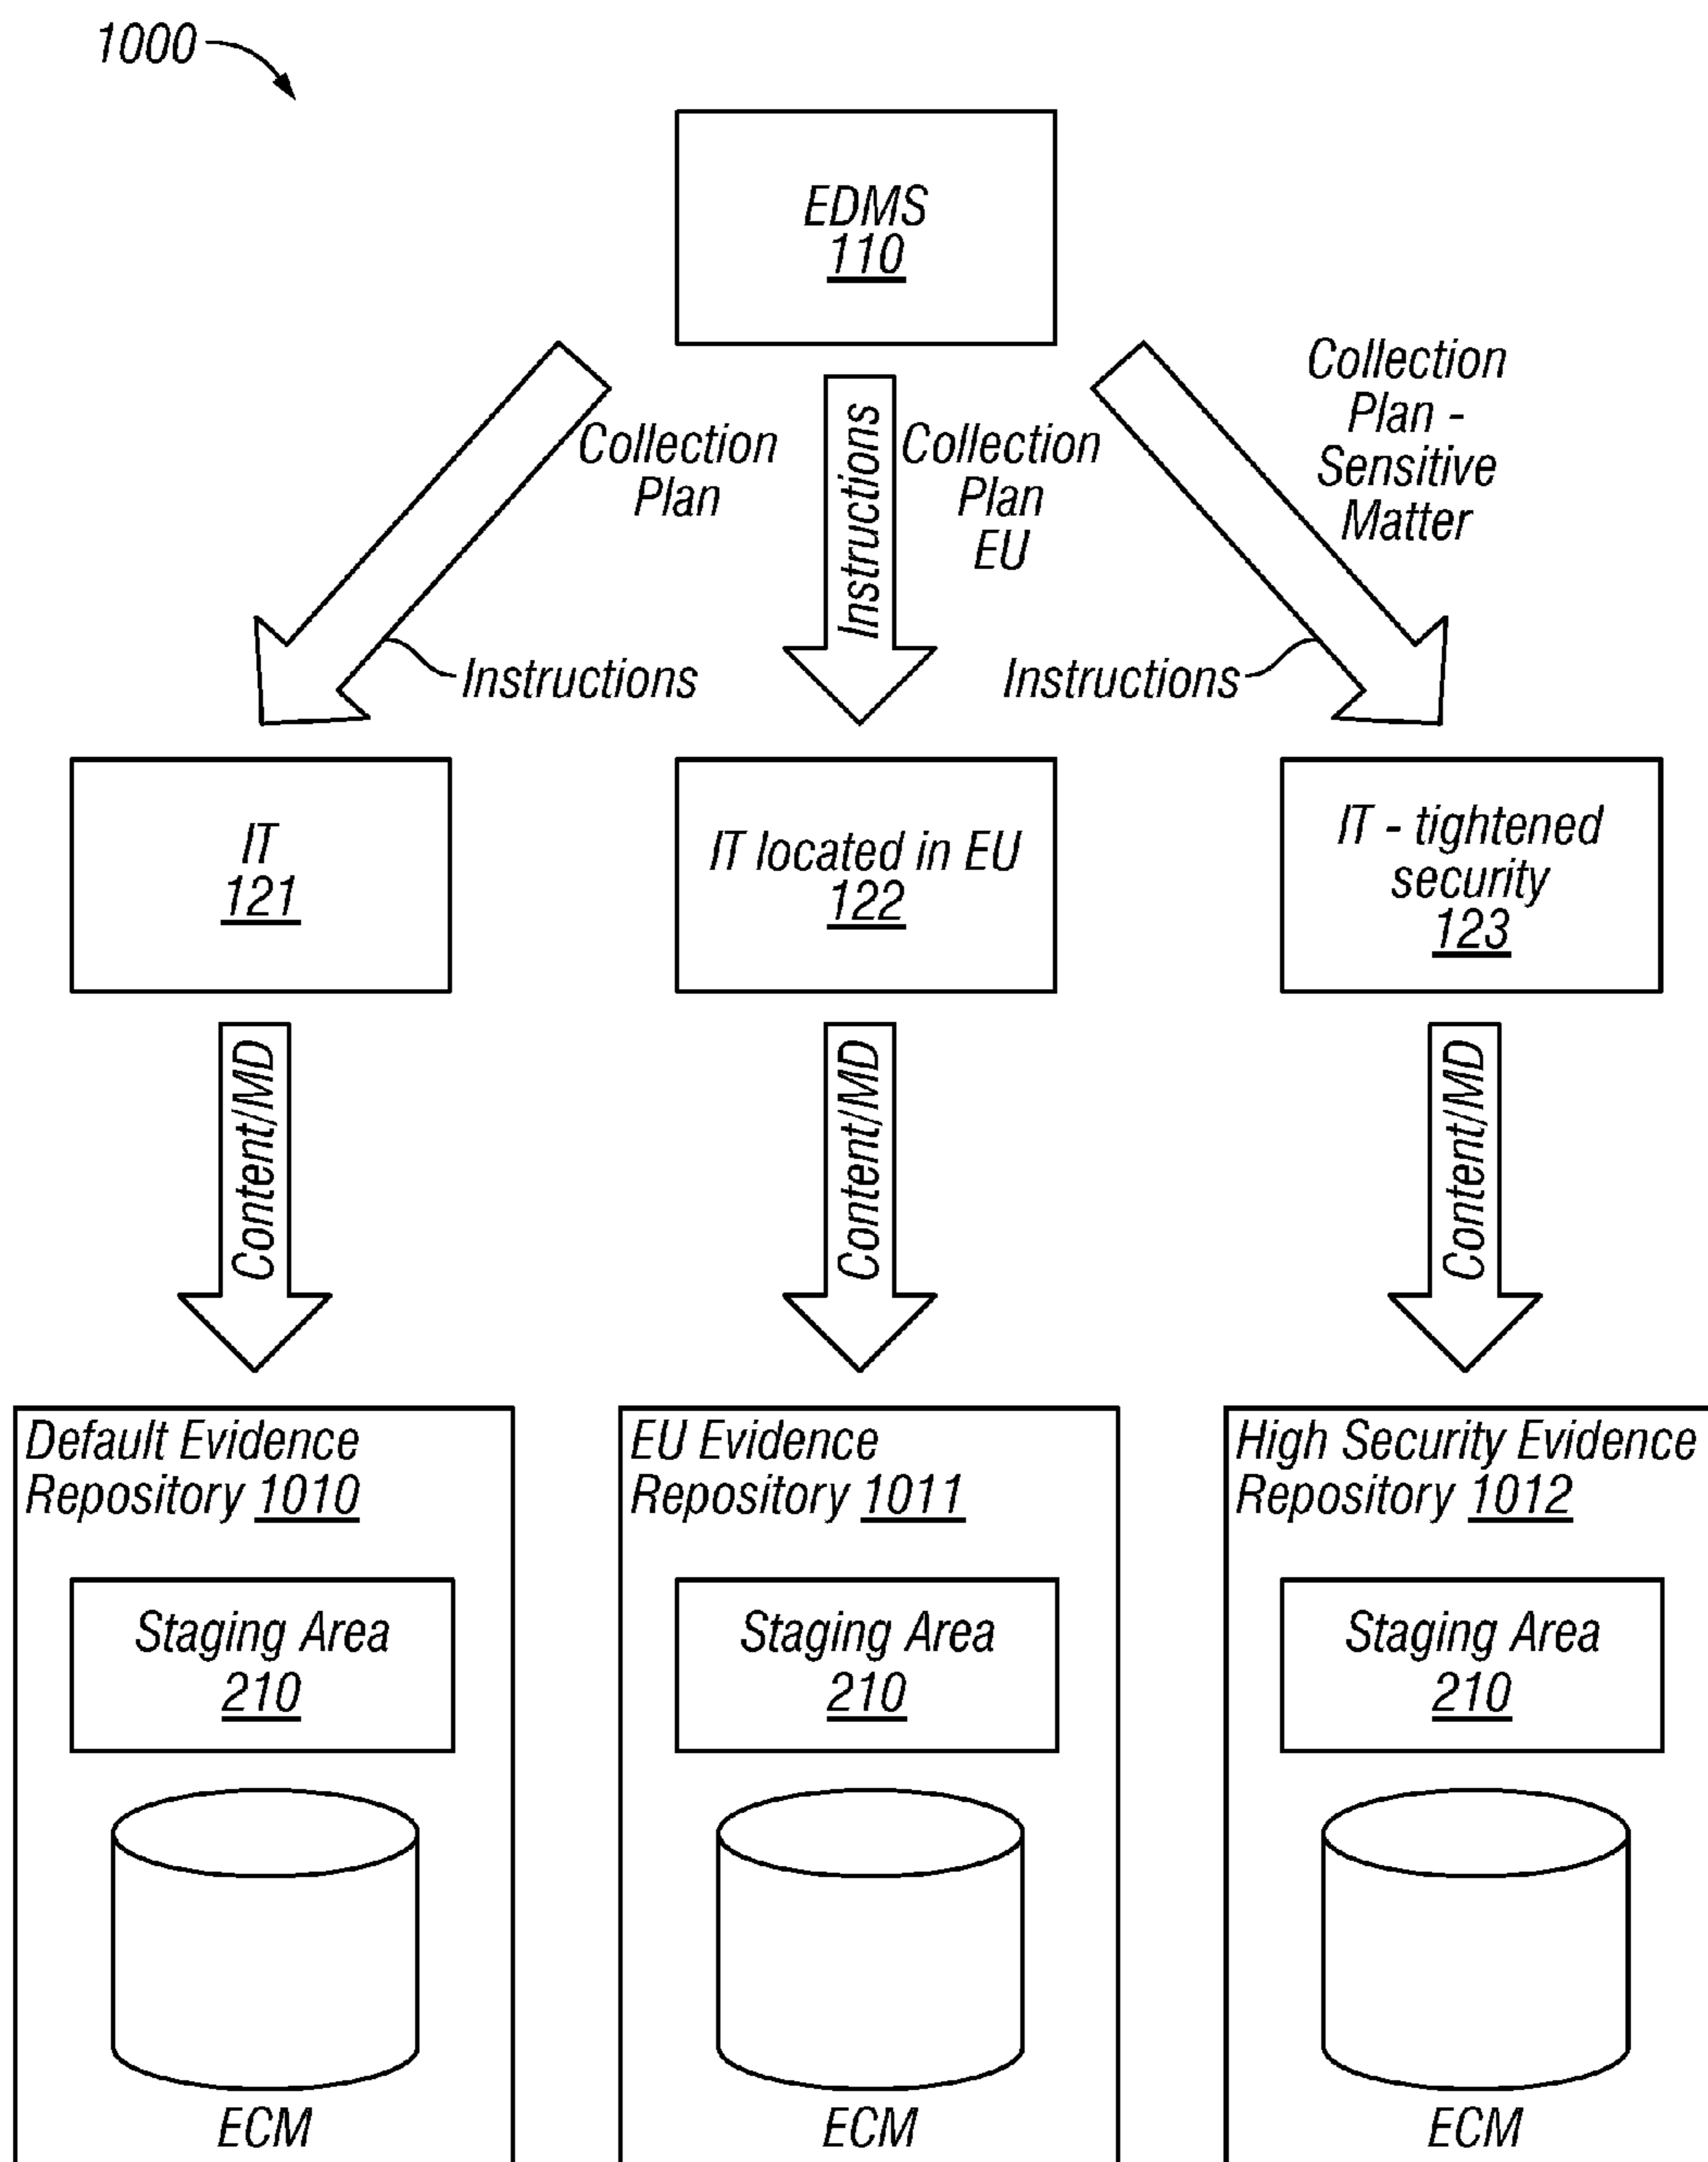 1000
EDMS
110
Collection
Plan
Instructions
Instructions
Collection
Plan
EU
Collection
Plan -
Sensitive
Matter
Instructions
IT
121
IT located in EU
122
IT - tightened
security
123
Content/MD
Content/MD
Content/MD
Default Evidence
Repository 1010
Staging Area
210
ECM
EU Evidence
Repository 1011
Staging Area
210
ECM
High Security Evidence
Repository 1012
Staging Area
210
ECM